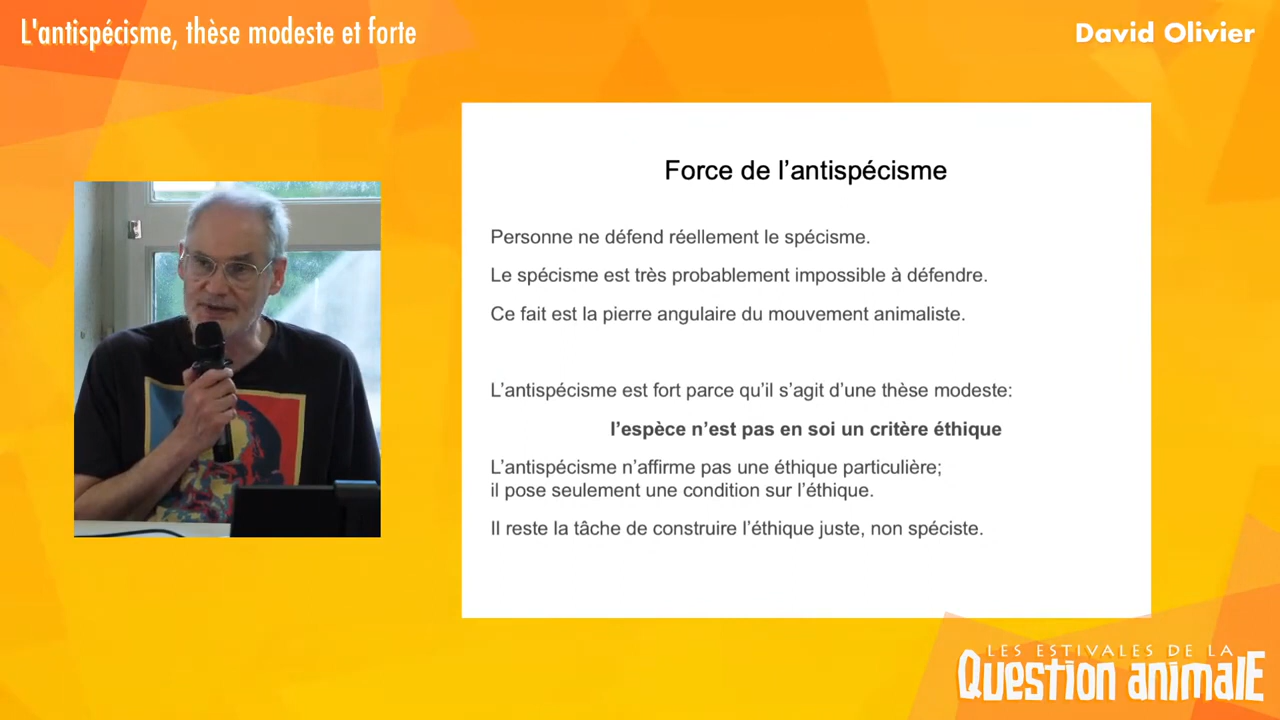 L'antispécisme, thèse modeste et forte
David Olivier
Force de l’antispécisme
Personne ne défend réellement le spécisme.
Le spécisme est très probablement impossible à défendre.
Ce fait est la pierre angulaire du mouvement animaliste.
L’antispécisme est fort parce qu’il s’agit d’une thèse modeste:
l’espèce n’est pas en soi un critère éthique
L’antispécisme n’affirme pas une éthique particulière;
il pose seulement une condition sur l’éthique.
Il reste la tâche de construire l’éthique juste, non spéciste.
LES ESTIVALES DE LA
QUESTION ANIMALE